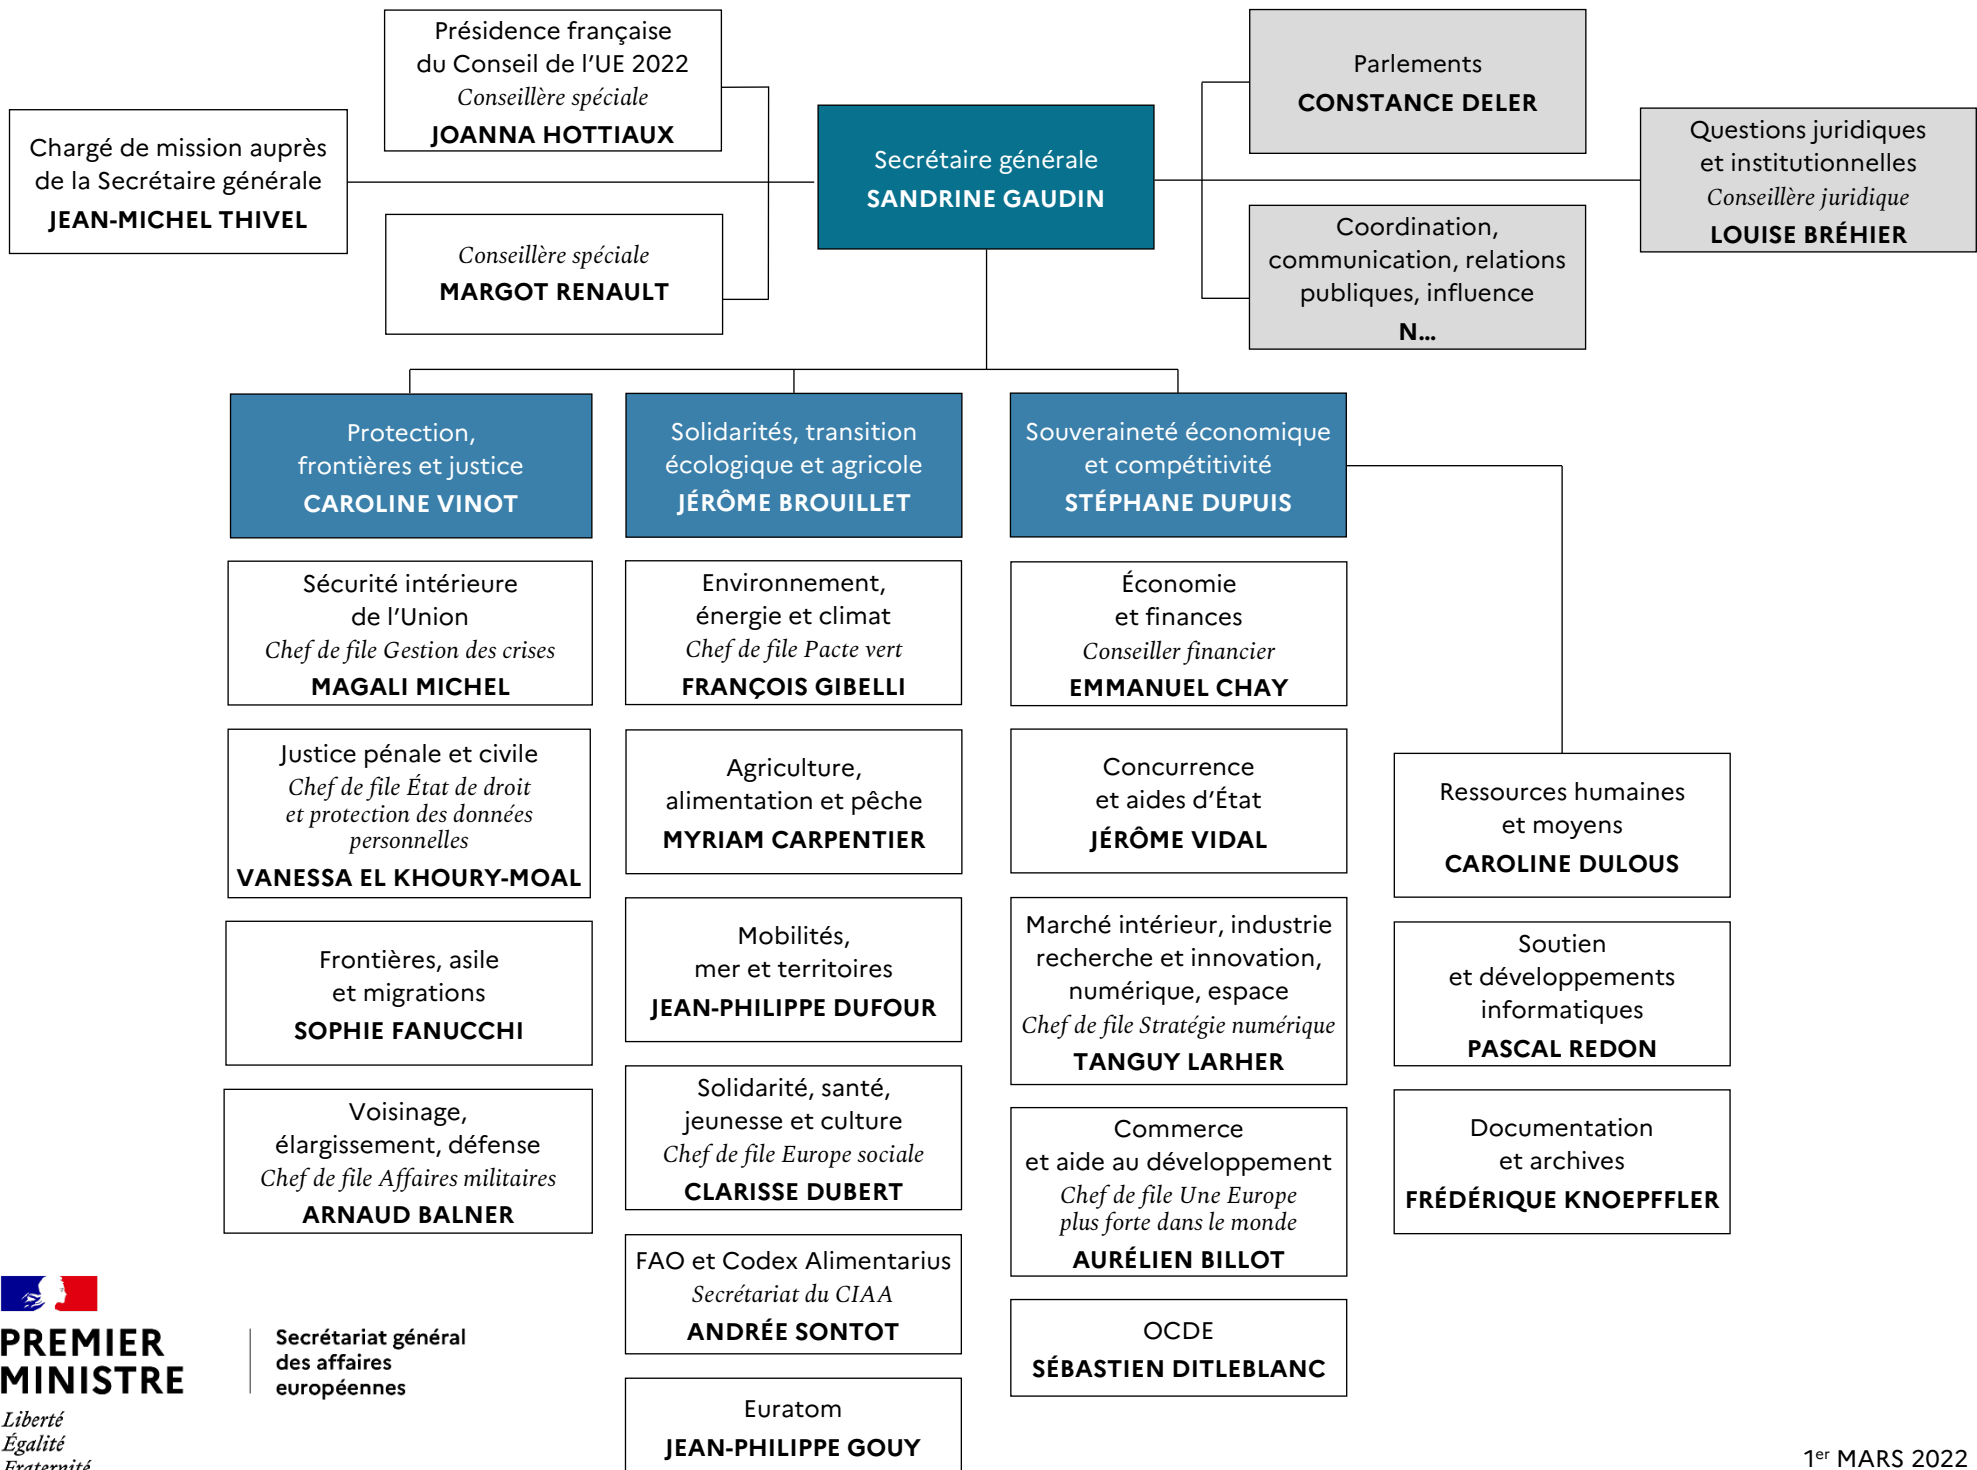 Présidence française
du Conseil de l'UE 2022
Conseillère spéciale
JOANNA HOTTIAUX
Chargé de mission auprès
de la Secrétaire générale
JEAN-MICHEL THIVEL
Conseillère spéciale
MARGOT RENAULT
Secrétaire générale
SANDRINE GAUDIN
Parlements
CONSTANCE DELER
Questions juridiques
et institutionnelles
Conseillère juridique
LOUISE BRÉHIER
Coordination,
communication, relations
publiques, influence
N…
Protection,
frontières et justice
CAROLINE VINOT
Sécurité intérieure
de l'Union
Chef de file Gestion des crises
MAGALI MICHEL
Justice pénale et civile
Chef de file État de droit
et protection des données
personnelles
VANESSA EL KHOURY-MOAL
Frontières, asile
et migrations
SOPHIE FANUCCHI
Voisinage,
élargissement, défense
Chef de file Affaires militaires
ARNAUD BALNER
Solidarités, transition
écologique et agricole
JÉRÔME BROUILLET
Environnement,
énergie et climat
Chef de file Pacte vert
FRANÇOIS GIBELLI
Agriculture,
alimentation et pêche
MYRIAM CARPENTIER
Mobilités,
mer et territoires
JEAN-PHILIPPE DUFOUR
Solidarité, santé,
jeunesse et culture
Chef de file Europe sociale
CLARISSE DUBERT
FAO et Codex Alimentarius
Secrétariat du CIAA
ANDRÉE SONTOT
Euratom
JEAN-PHILIPPE GOUY
Souveraineté économique
et compétitivité
STÉPHANE DUPUIS
Économie
et finances
Conseiller financier
EMMANUEL CHAY
Concurrence
et aides d'État
JÉRÔME VIDAL
Marché intérieur, industrie
recherche et innovation,
numérique, espace
Chef de file Stratégie numérique
TANGUY LARHER
Commerce
et aide au développement
Chef de file Une Europe
plus forte dans le monde
AURÉLIEN BILLOT
OCDE
SÉBASTIEN DITLEBLANC
Ressources humaines
et moyens
CAROLINE DULOUS
Soutien
et développements
informatiques
PASCAL REDON
Documentation
et archives
FRÉDÉRIQUE KNOEPFFLER
PREMIER
MINISTRE
Liberté
Égalité
Fraternité
Secrétariat général
des affaires
européennes
1er MARS 2022